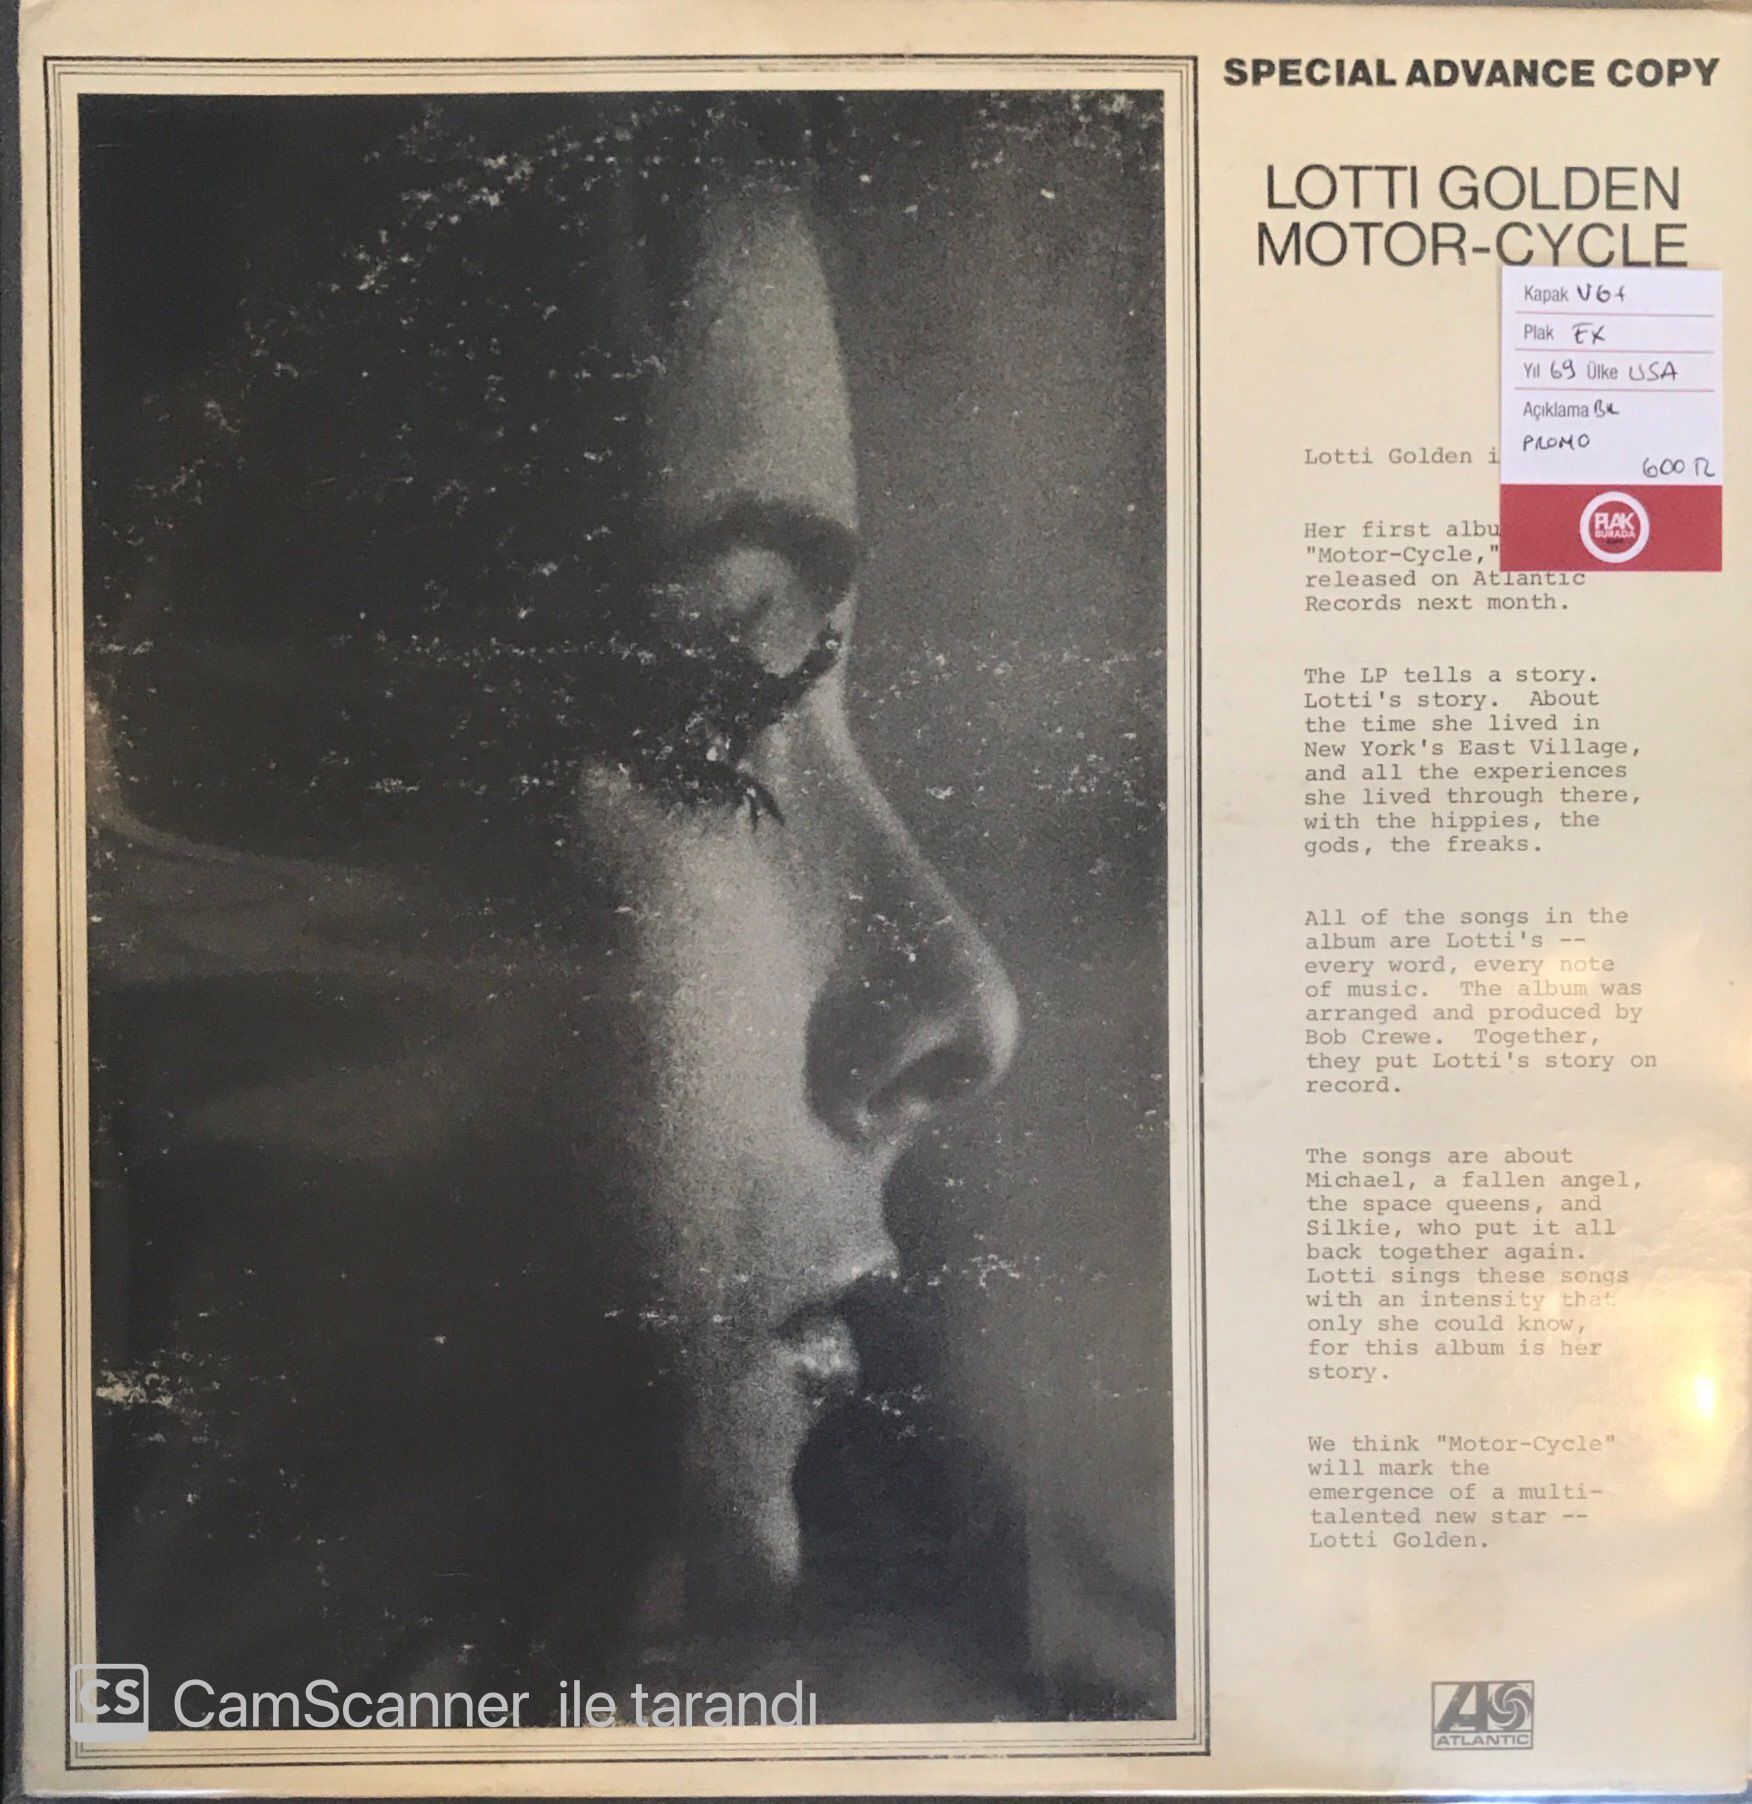 SPECIAL ADVANCE COPY
LOTTI GOLDEN
MOTOR-CYCLE
Kapak VG+
Plak EX
Yıl 69 Ülke USA
Açıklama
PROMO
600 TL
PLAK
BURADA
Lotti Golden i
Her first albu
"Motor-Cycle,"
released on Atlantic
Records next month.
The LP tells a story.
Lotti's story. About
the time she lived in
New York's East Village,
and all the experiences
she lived through there,
with the hippies, the
gods, the freaks.
All of the songs in the
album are Lotti's --
every word, every note
of music. The album was
arranged and produced by
Bob Crewe. Together,
they put Lotti's story on
record.
The songs are about
Michael, a fallen angel,
the space queens, and
Silkie, who put it all
back together again.
Lotti sings these songs
with an intensity that
only she could know,
for this album is her
story.
We think "Motor-Cycle"
will mark the
emergence of a multi-
talented new star --
Lotti Golden.
ATLANTIC
CS CamScanner ile tarandı